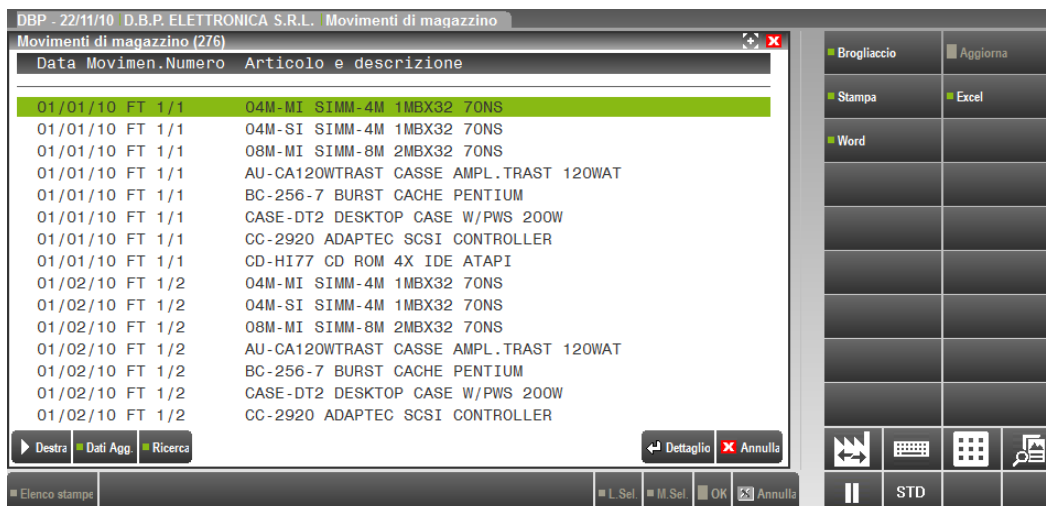 DBP - 22/11/10 D.B.P. ELETTRONICA S.R.L. Movimenti di magazzino
Movimenti di magazzino (276)
Data Movimen.Numero Articolo e descrizione
01/01/10 FT 1/1 04M-MI SIMM-4M 1MBX32 70NS
01/01/10 FT 1/1 04M-SI SIMM-4M 1MBX32 70NS
01/01/10 FT 1/1 08M-MI SIMM-8M 2MBX32 70NS
01/01/10 FT 1/1 AU-CA120WTRAST CASSE AMPL.TRAST 120WAT
01/01/10 FT 1/1 BC-256-7 BURST CACHE PENTIUM
01/01/10 FT 1/1 CASE-DT2 DESKTOP CASE W/PWS 200W
01/01/10 FT 1/1 CC-2920 ADAPTEC SCSI CONTROLLER
01/01/10 FT 1/1 CD-HI77 CD ROM 4X IDE ATAPI
01/02/10 FT 1/2 04M-MI SIMM-4M 1MBX32 70NS
01/02/10 FT 1/2 04M-SI SIMM-4M 1MBX32 70NS
01/02/10 FT 1/2 08M-MI SIMM-8M 2MBX32 70NS
01/02/10 FT 1/2 AU-CA120WTRAST CASSE AMPL.TRAST 120WAT
01/02/10 FT 1/2 BC-256-7 BURST CACHE PENTIUM
01/02/10 FT 1/2 CASE-DT2 DESKTOP CASE W/PWS 200W
01/02/10 FT 1/2 CC-2920 ADAPTEC SCSI CONTROLLER
Destra Dati Agg. Ricerca Dettaglio Annulla
Elenco stampe L.Sel. M.Sel. OK Annulla
Brogliaccio Aggiorna
Stampa Excel
Word
STD